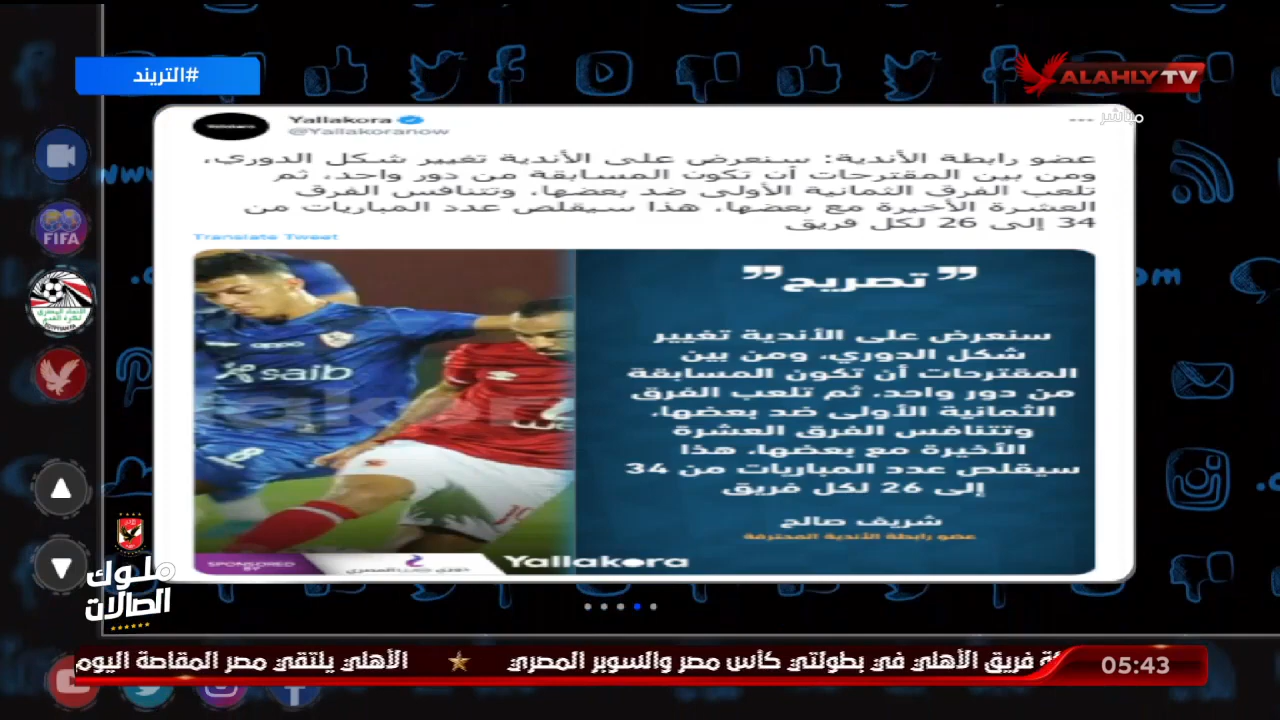 #التريند
ALAHLYTV
مباشر
Yallakora
@Yallakoranow
عضو رابطة الأندية: سنعرض على الأندية تغيير شكل الدوري،
ومن بين المقترحات أن تكون المسابقة من دور واحد، ثم
تلعب الفرق الثمانية الأولى ضد بعضها، وتتنافس الفرق
العشرة الأخيرة مع بعضها، هذا سيقلص عدد المباريات من
34 إلى 26 لكل فريق
Translate Tweet
" تصريح "
سنعرض على الأندية تغيير
شكل الدوري، ومن بين
المقترحات أن تكون المسابقة
من دور واحد، ثم تلعب الفرق
الثمانية الأولى ضد بعضها،
وتتنافس الفرق العشرة
الأخيرة مع بعضها، هذا
سيقلص عدد المباريات من 34
إلى 26 لكل فريق
شريف صالح
عضو رابطة الأندية المحترفة
saib
SPONSORED
BY
Yallakora
FIFA
ملوك
الصالات
فريق الأهلي في بطولتي كأس مصر والسوبر المصري ★ الأهلي يلتقي مصر المقاصة اليوم
05:43